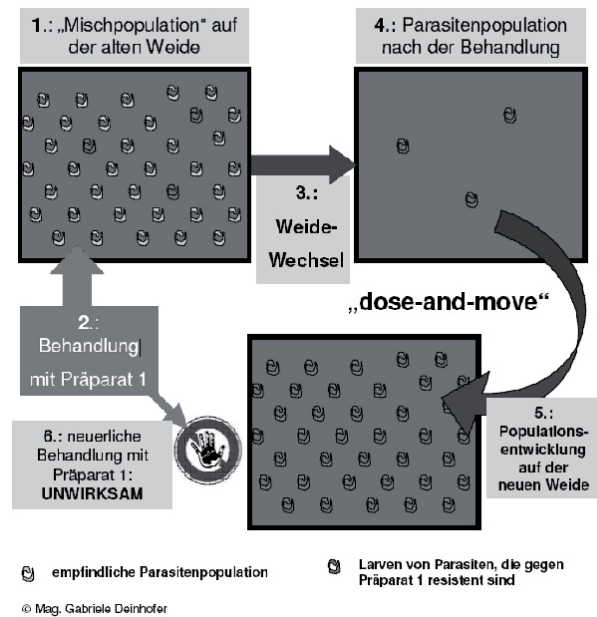 1.: „Mischpopulation“ auf
der alten Weide
4.: Parasitenpopulation
nach der Behandlung
3.:
Weide-
Wechsel
„dose-and-move“
2.:
Behandlung
mit Präparat 1
6.: neuerliche
Behandlung mit
Präparat 1:
UNWIRKSAM
5.:
Populations-
entwicklung
auf der
neuen Weide
empfindliche Parasitenpopulation
Larven von Parasiten, die gegen
Präparat 1 resistent sind
© Mag. Gabriele Deinhofer